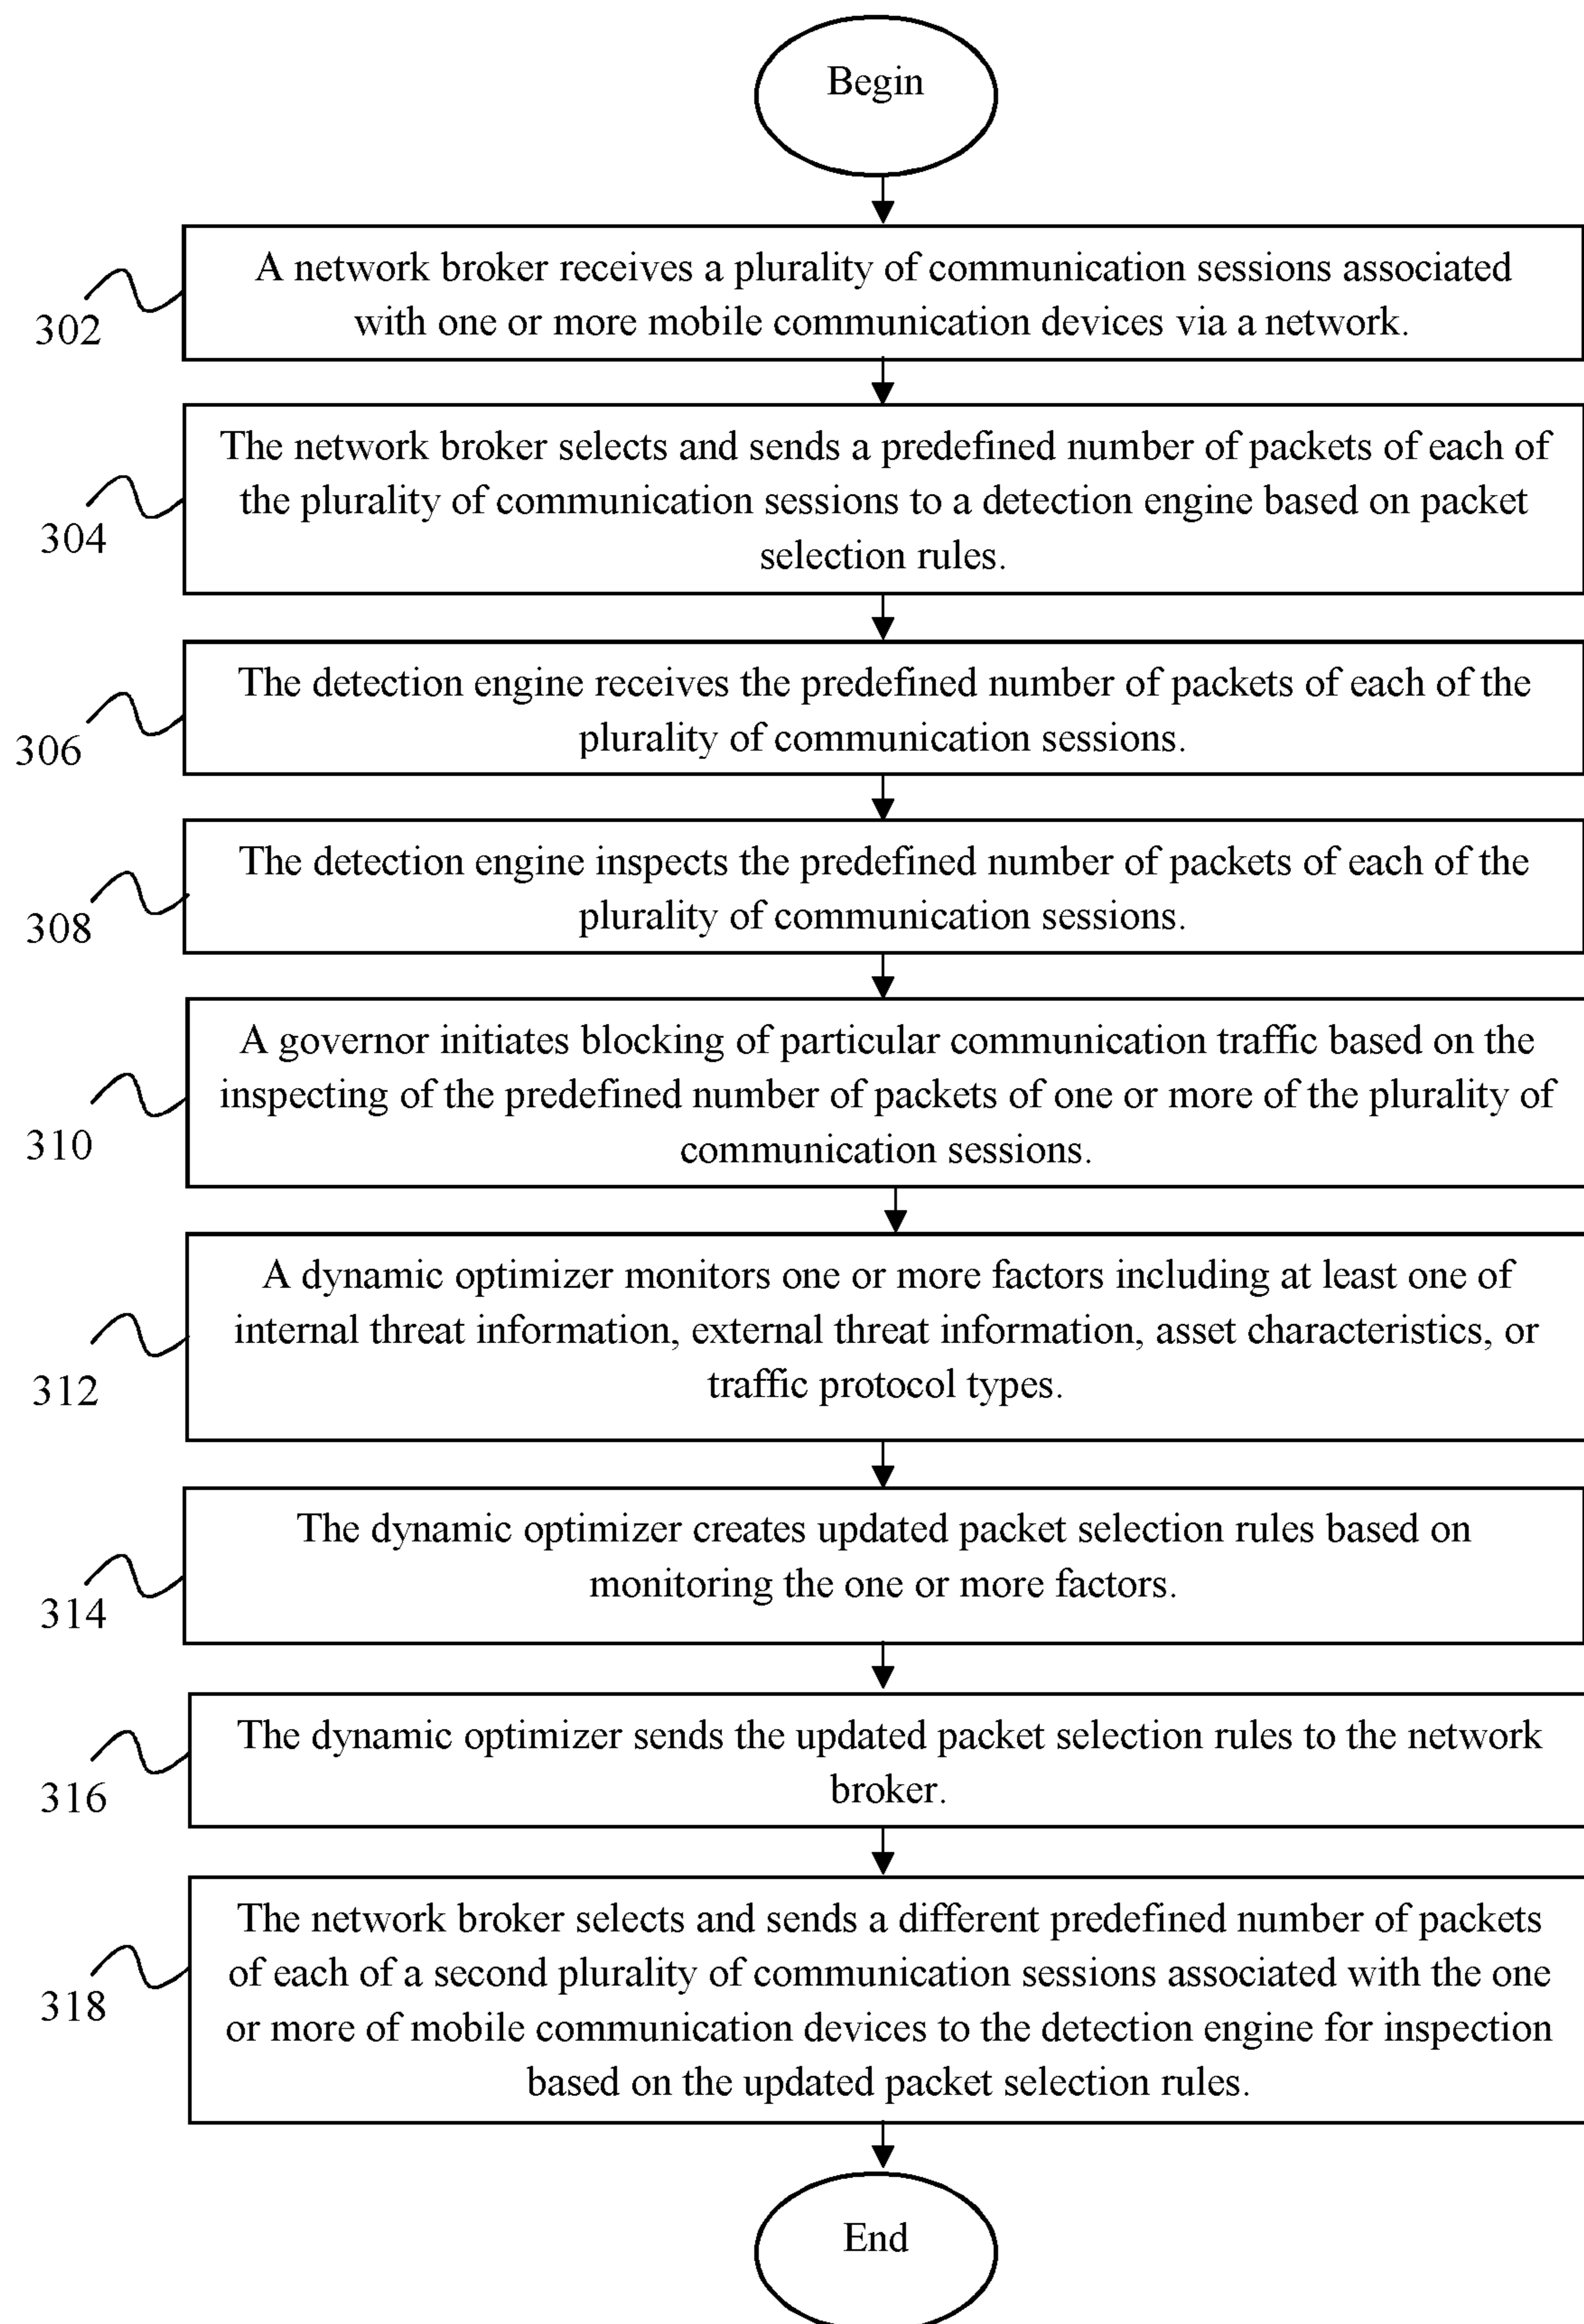 Begin
A network broker receives a plurality of communication sessions associated
with one or more mobile communication devices via a network.
302
The network broker selects and sends a predefined number of packets of each of
the plurality of communication sessions to a detection engine based on packet
selection rules.
304
The detection engine receives the predefined number of packets of each of the
plurality of communication sessions.
306
The detection engine inspects the predefined number of packets of each of the
plurality of communication sessions.
308
A governor initiates blocking of particular communication traffic based on the
inspecting of the predefined number of packets of one or more of the plurality of
communication sessions.
310
A dynamic optimizer monitors one or more factors including at least one of
internal threat information, external threat information, asset characteristics, or
traffic protocol types.
312
The dynamic optimizer creates updated packet selection rules based on
monitoring the one or more factors.
314
The dynamic optimizer sends the updated packet selection rules to the network
broker.
316
The network broker selects and sends a different predefined number of packets
of each of a second plurality of communication sessions associated with the one
or more of mobile communication devices to the detection engine for inspection
based on the updated packet selection rules.
318
End